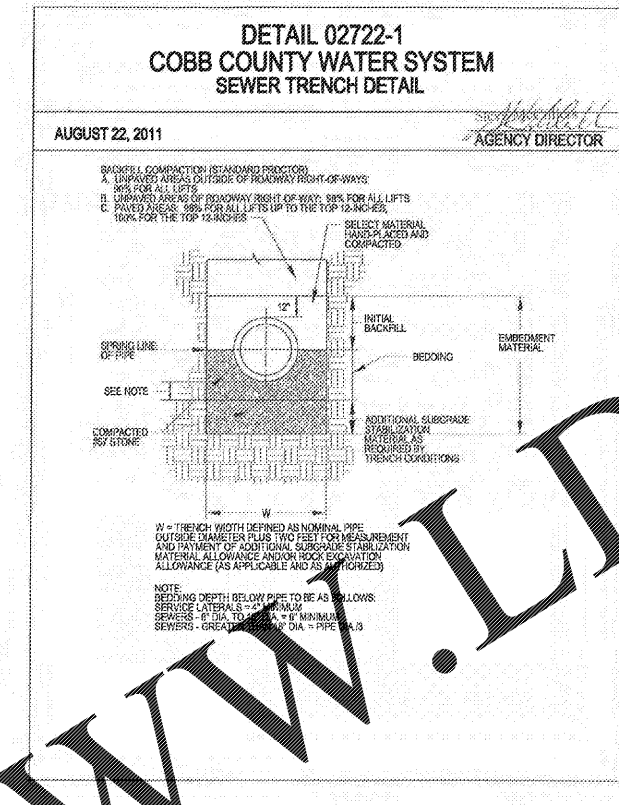 DETAIL 02722-1
COBB COUNTY WATER SYSTEM
SEWER TRENCH DETAIL
AUGUST 22, 2011
AGENCY DIRECTOR
BACKFILL COMPACTION (STANDARD PROCTOR)
A. UNPAVED AREAS OUTSIDE OF ROADWAY RIGHT-OF-WAYS:
90% FOR ALL LIFTS
B. UNPAVED AREAS OF ROADWAY RIGHT-OF-WAY: 98% FOR ALL LIFTS
C. PAVED AREAS: 98% FOR ALL LIFTS UP TO THE TOP 12-INCHES,
100% FOR THE TOP 12-INCHES
SELECT MATERIAL
HAND-PLACED AND
COMPACTED
12"
INITIAL
BACKFILL
EMBEDMENT
MATERIAL
SPRING LINE
OF PIPE
BEDDING
SEE NOTE
COMPACTED
#57 STONE
ADDITIONAL SUBGRADE
STABILIZATION
MATERIAL AS
REQUIRED BY
TRENCH CONDITIONS
W
W = TRENCH WIDTH DEFINED AS NOMINAL PIPE
OUTSIDE DIAMETER PLUS TWO FEET FOR MEASUREMENT
AND PAYMENT OF ADDITIONAL SUBGRADE STABILIZATION
MATERIAL ALLOWANCE AND/OR ROCK EXCAVATION
ALLOWANCE (AS APPLICABLE AND AS AUTHORIZED)
NOTE:
BEDDING DEPTH BELOW PIPE TO BE AS FOLLOWS:
SERVICE LATERALS = 4" MINIMUM
SEWERS - 8" DIA. TO DIA. = 6" MINIMUM
SEWERS - GREATER DIA. = PIPE DIA./3
WWW.LD